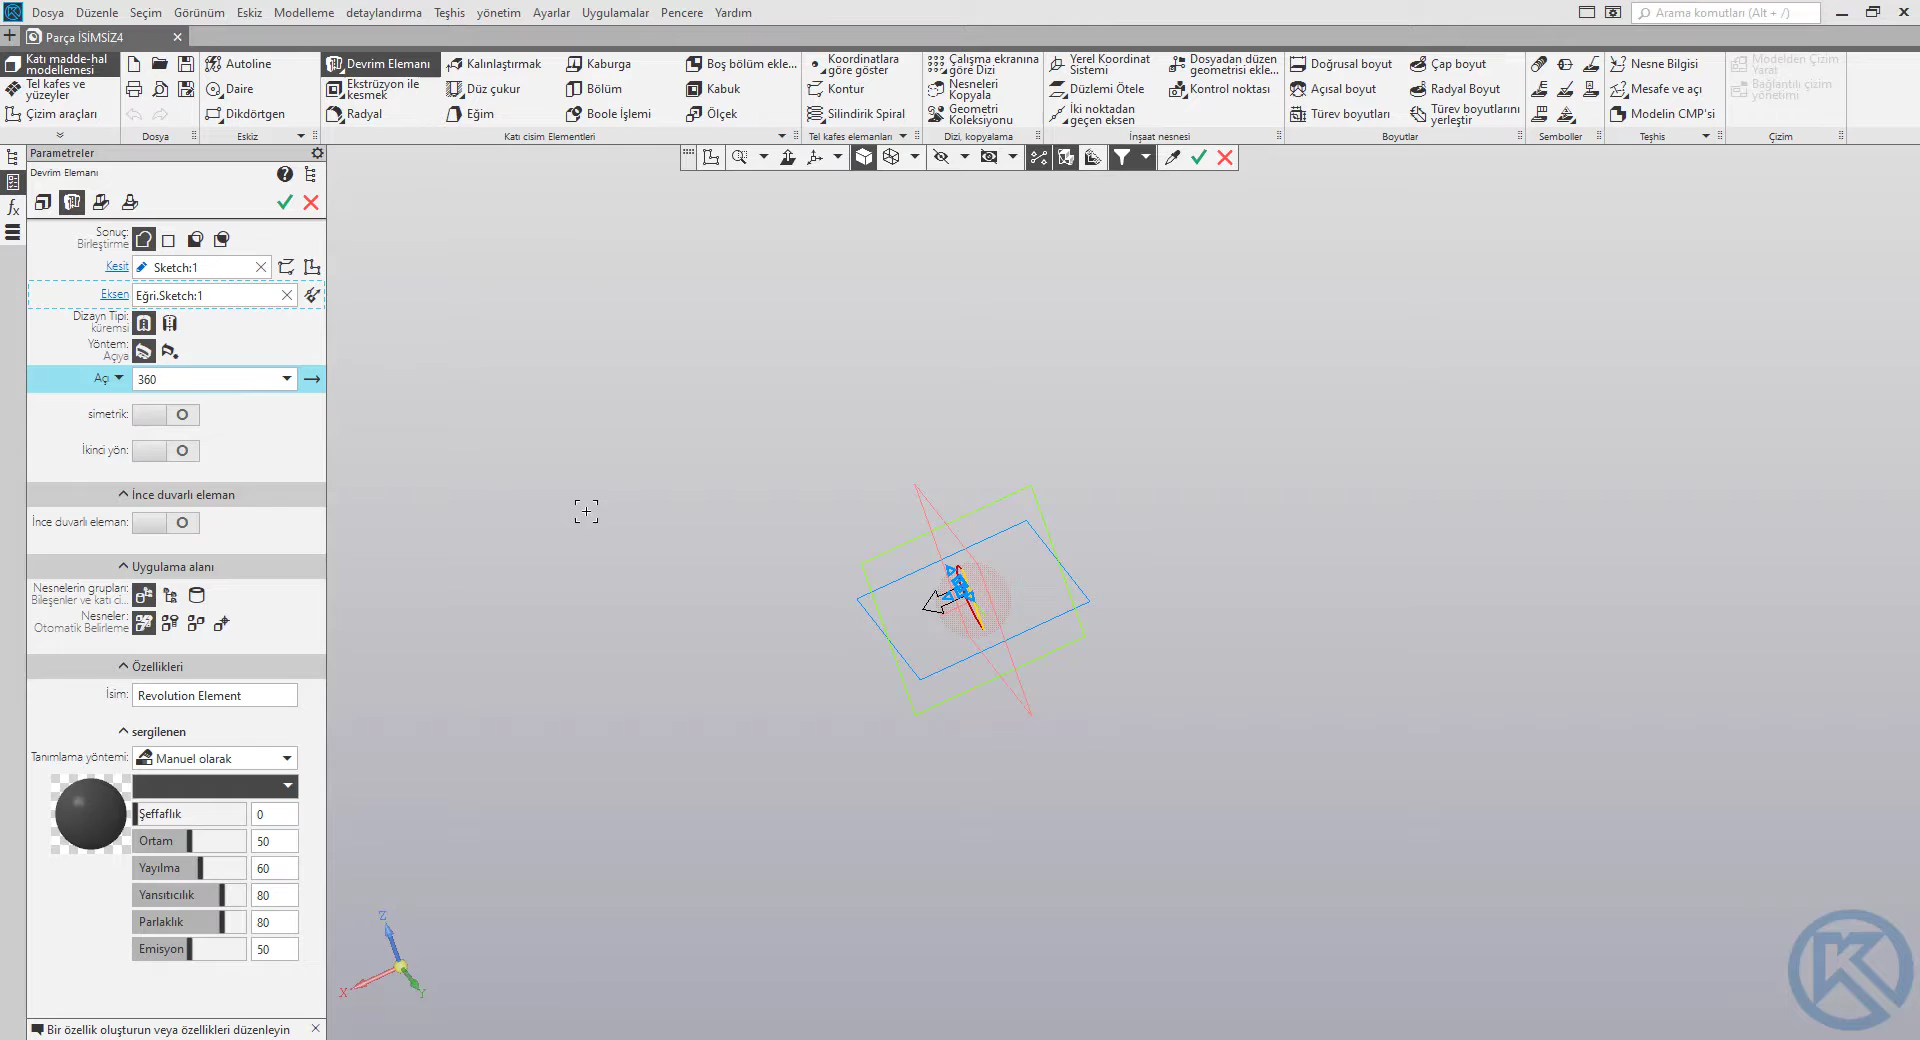 Dosya Düzenle Seçim Görünüm Eskiz Modelleme detaylandırma Teşhis yönetim Ayarlar Uygulamalar Pencere Yardım
Arama komutları (Alt + /)
Parça İSİMSİZ4
Katı madde-hal modellemesi
Tel kafes ve yüzeyler
Çizim araçları
Dosya
Autoline
Daire
Dikdörtgen
Eskiz
Devrim Elemanı
Ekstrüzyon ile kesmek
Radyal
Kalınlaştırmak
Düz çukur
Eğim
Kaburga
Bölüm
Boole İşlemi
Boş bölüm ekle...
Kabuk
Ölçek
Katı cisim Elementleri
Koordinatlara göre göster
Kontur
Silindirik Spiral
Tel kafes elemanları
Çalışma ekranına göre Dizi
Nesneleri Kopyala
Geometri Koleksiyonu
Dizi, kopyalama
Yerel Koordinat Sistemi
Düzlemi Ötele
İki noktadan geçen eksen
Dosyadan düzen geometrisi ekle...
Kontrol noktası
İnşaat nesnesi
Doğrusal boyut
Açısal boyut
Türev boyutları
Çap boyut
Radyal Boyut
Türev boyutlarını yerleştir
Boyutlar
Semboller
Nesne Bilgisi
Mesafe ve açı
Modelin CMP'si
Teşhis
Modelden Çizim Yarat
Bağlantılı çizim yönetimi
Çizim
Parametreler
Devrim Elemanı
Sonuç:
Birleştirme
Kesit Sketch:1
Eksen Eğri.Sketch:1
Dizayn Tipi:
küremsi
Yöntem:
Açıya
Açı 360
simetrik:
İkinci yön:
İnce duvarlı eleman
İnce duvarlı eleman:
Uygulama alanı
Nesnelerin grupları:
Bileşenler ve katı ci...
Nesneler:
Otomatik Belirleme
Özellikleri
İsim: Revolution Element
sergilenen
Tanımlama yöntemi: Manuel olarak
Şeffaflık 0
Ortam 50
Yayılma 60
Yansıtıcılık 80
Parlaklık 80
Emisyon 50
Bir özellik oluşturun veya özellikleri düzenleyin
Z
X
Y